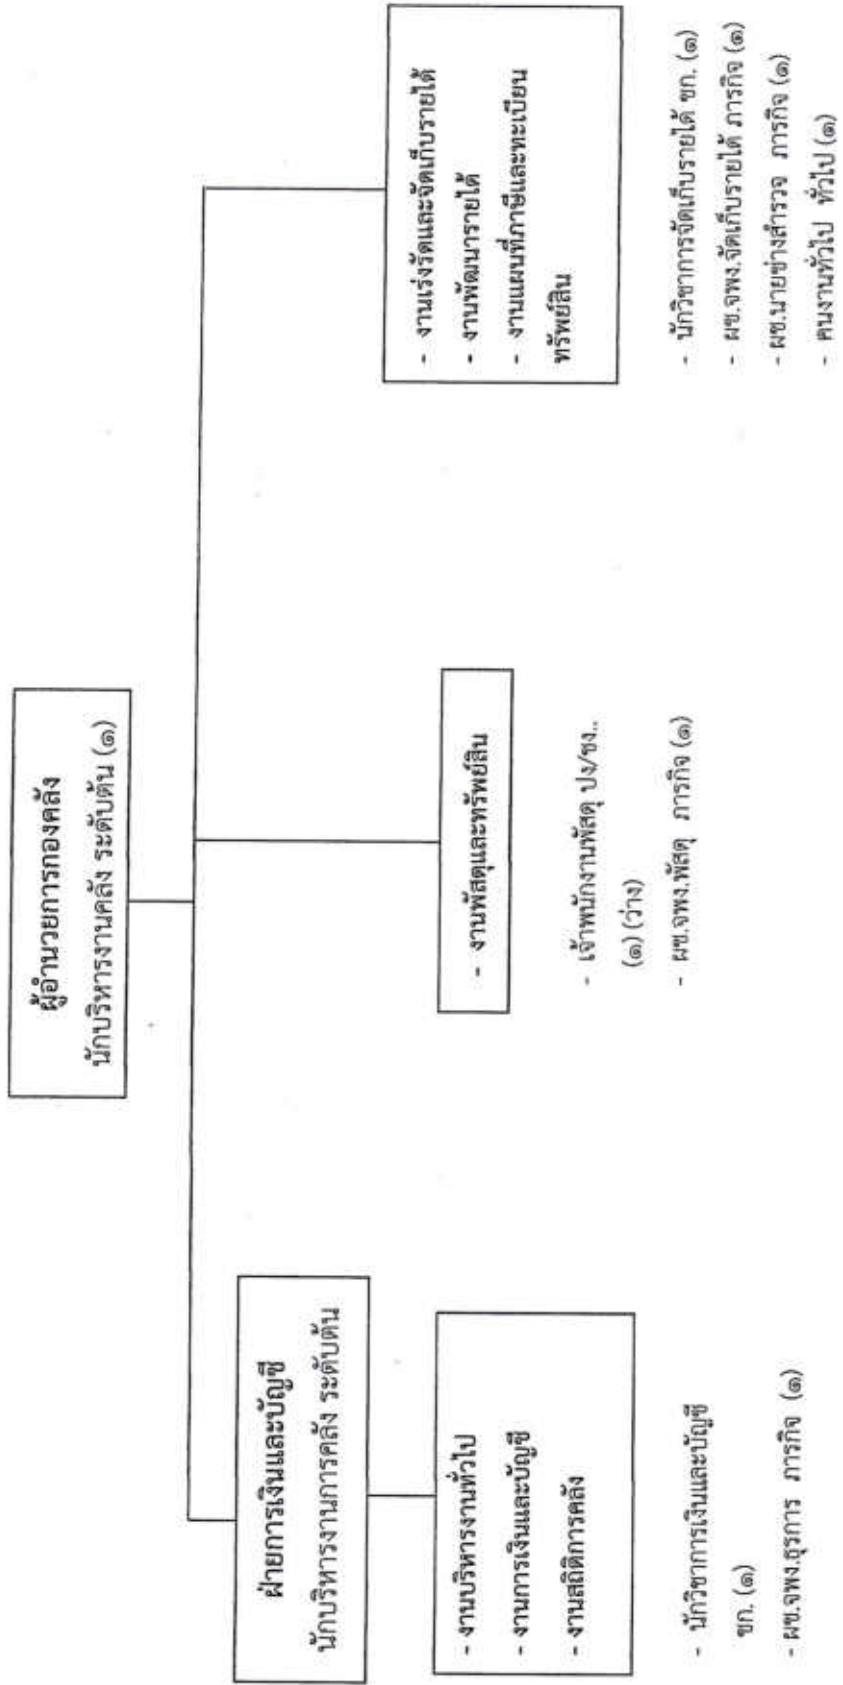 ผู้อำนวยการกองคลัง
นักบริหารงานคลัง ระดับต้น (๑)
ฝ่ายการเงินและบัญชี
นักบริหารงานการคลัง ระดับต้น
- งานบริหารงานทั่วไป
- งานการเงินและบัญชี
- งานสถิติการคลัง
- นักวิชาการเงินและบัญชี
ชก. (๑)
- ผช.จพง.ธุรการ ภารกิจ (๑)
- งานพัสดุและทรัพย์สิน
- เจ้าพนักงานพัสดุ ปง/ชง..
(๑) (ว่าง)
- ผช.จพง.พัสดุ ภารกิจ (๑)
- งานเร่งรัดและจัดเก็บรายได้
- งานพัฒนารายได้
- งานแผนที่ภาษีและทะเบียน
ทรัพย์สิน
- นักวิชาการจัดเก็บรายได้ ชก. (๑)
- ผช.จพง.จัดเก็บรายได้ ภารกิจ (๑)
- ผช.นายช่างสำรวจ ภารกิจ (๑)
- คนงานทั่วไป ทั่วไป (๑)